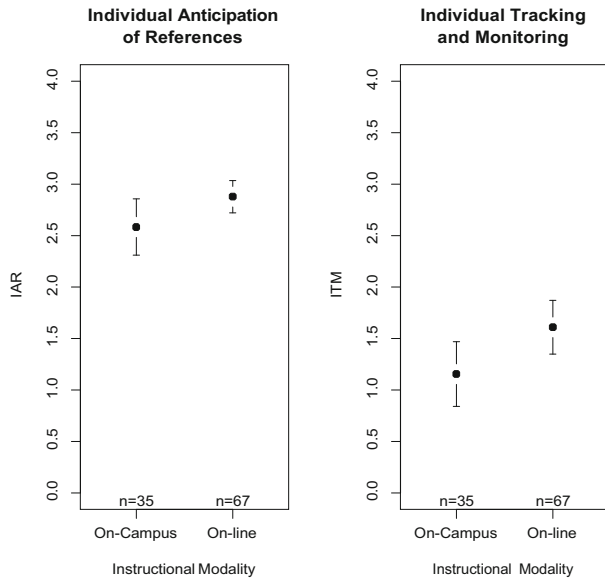 Individual Anticipation
of References
IAR
4.0
3.5
3.0
2.5
2.0
1.5
1.0
0.5
0.0
n=35 n=67
On-Campus On-line
Instructional Modality
Individual Tracking
and Monitoring
ITM
4.0
3.5
3.0
2.5
2.0
1.5
1.0
0.5
0.0
n=35 n=67
On-Campus On-line
Instructional Modality